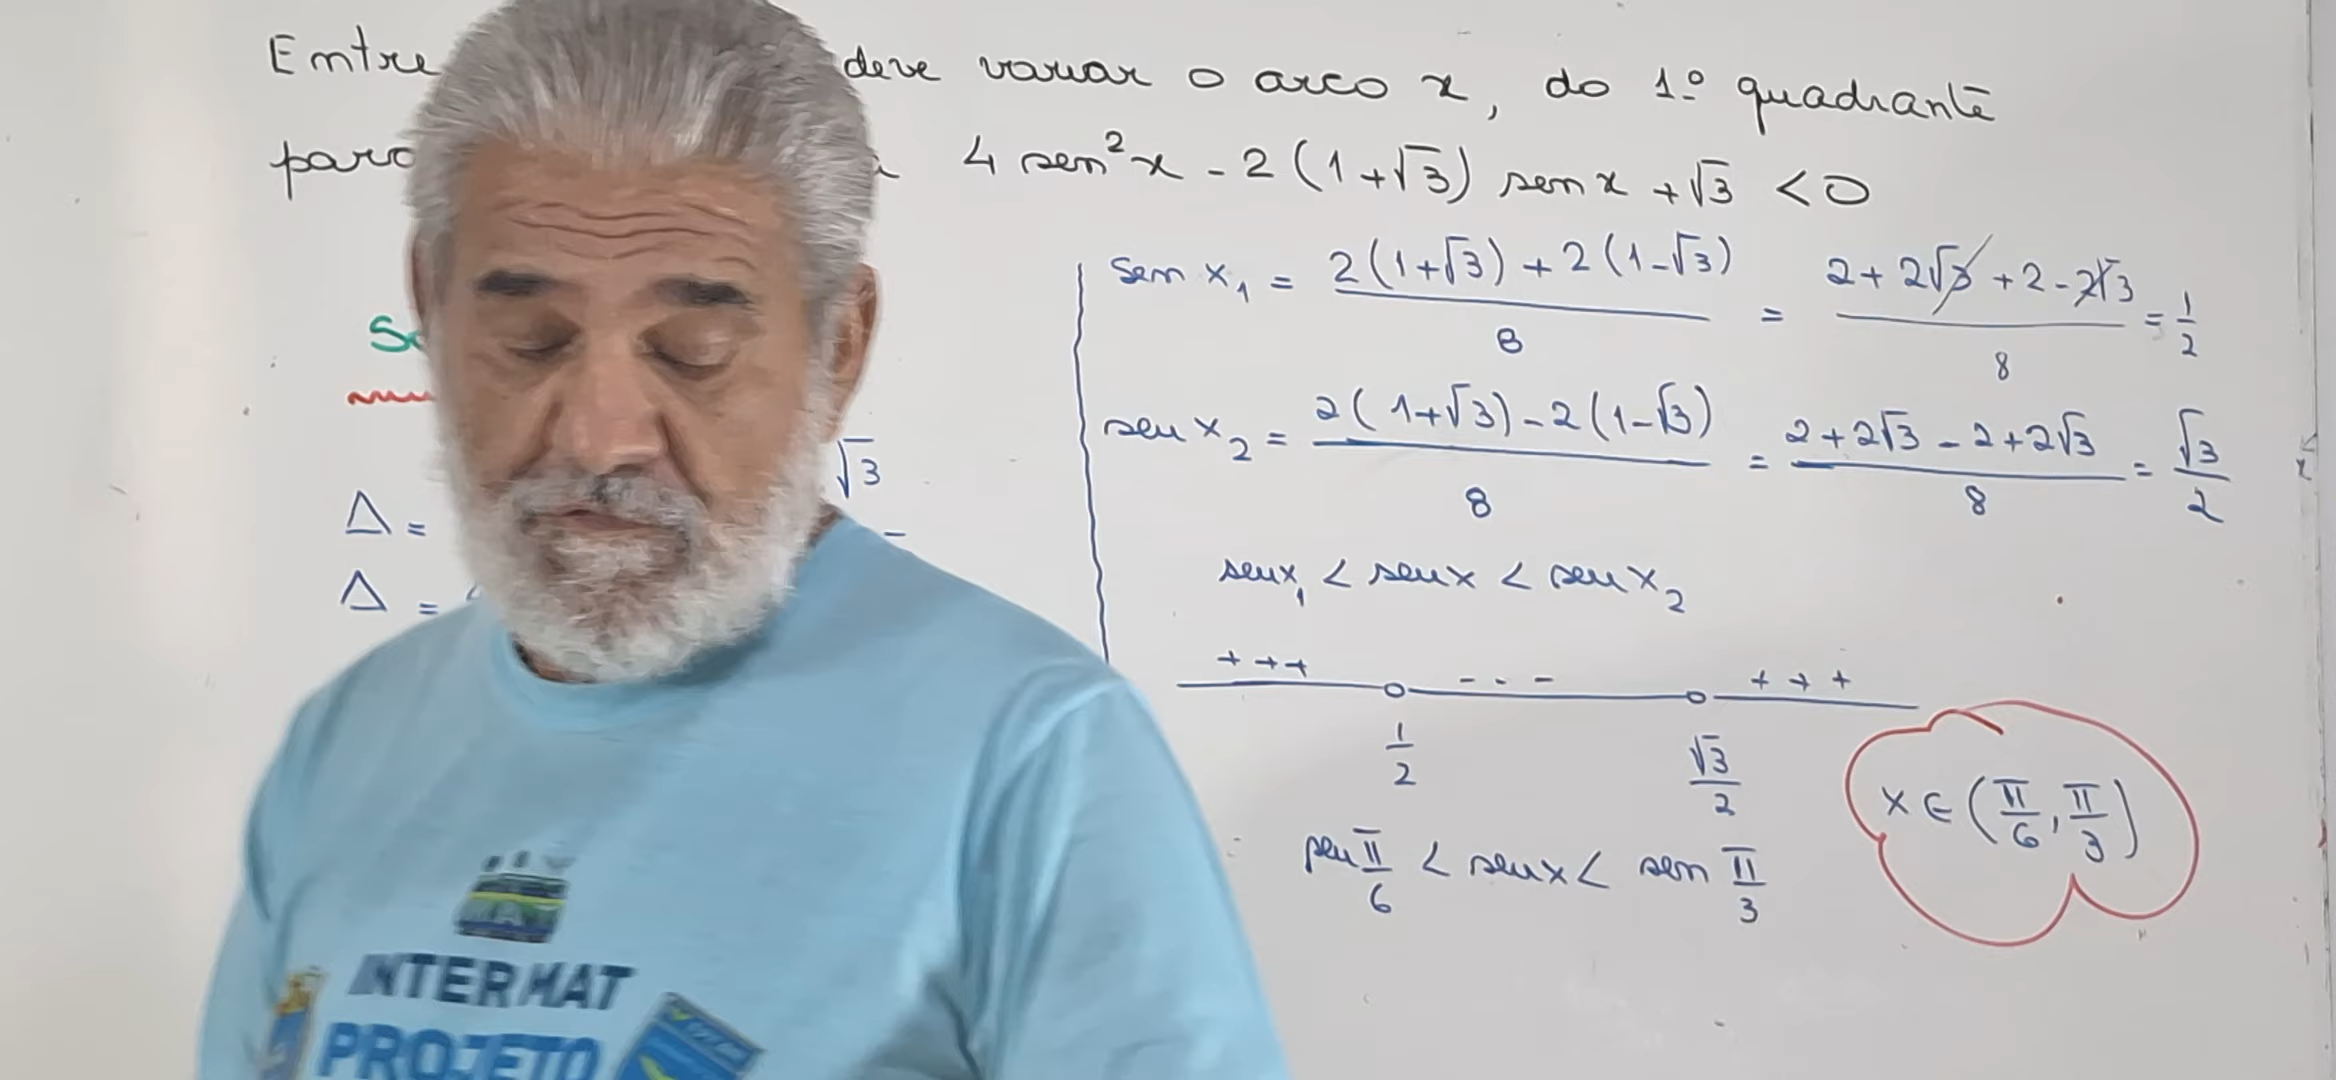 Entre deve variar o arco x, do 1º quadrante
para 4 sen²x - 2(1+√3) sen x + √3 < 0
sen x₁ = 2(1+√3) + 2(1-√3) / 8 = 2 + 2√3 + 2 - 2√3 / 8 = 1/2
√3
sen x₂ = 2(1+√3) - 2(1-√3) / 8 = 2 + 2√3 - 2 + 2√3 / 8 = √3/2
Δ =
Δ =
sen x₁ < sen x < sen x₂
+ + + - - - + + +
1/2 √3/2
x ∈ (π/6, π/3)
sen π/6 < sen x < sen π/3
INTERMAT
PROJETO